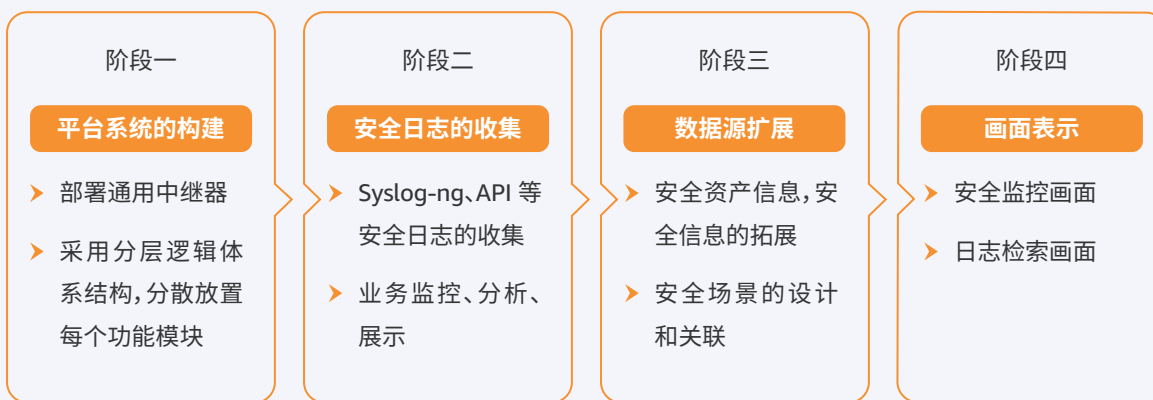 阶段一
平台系统的构建
部署通用中继器
采用分层逻辑体
系结构，分散放置
每个功能模块
阶段二
安全日志的收集
Syslog-ng、API 等
安全日志的收集
业务监控、分析、
展示
阶段三
数据源扩展
安全资产信息，安
全信息的拓展
安全场景的设计
和关联
阶段四
画面表示
安全监控画面
日志检索画面